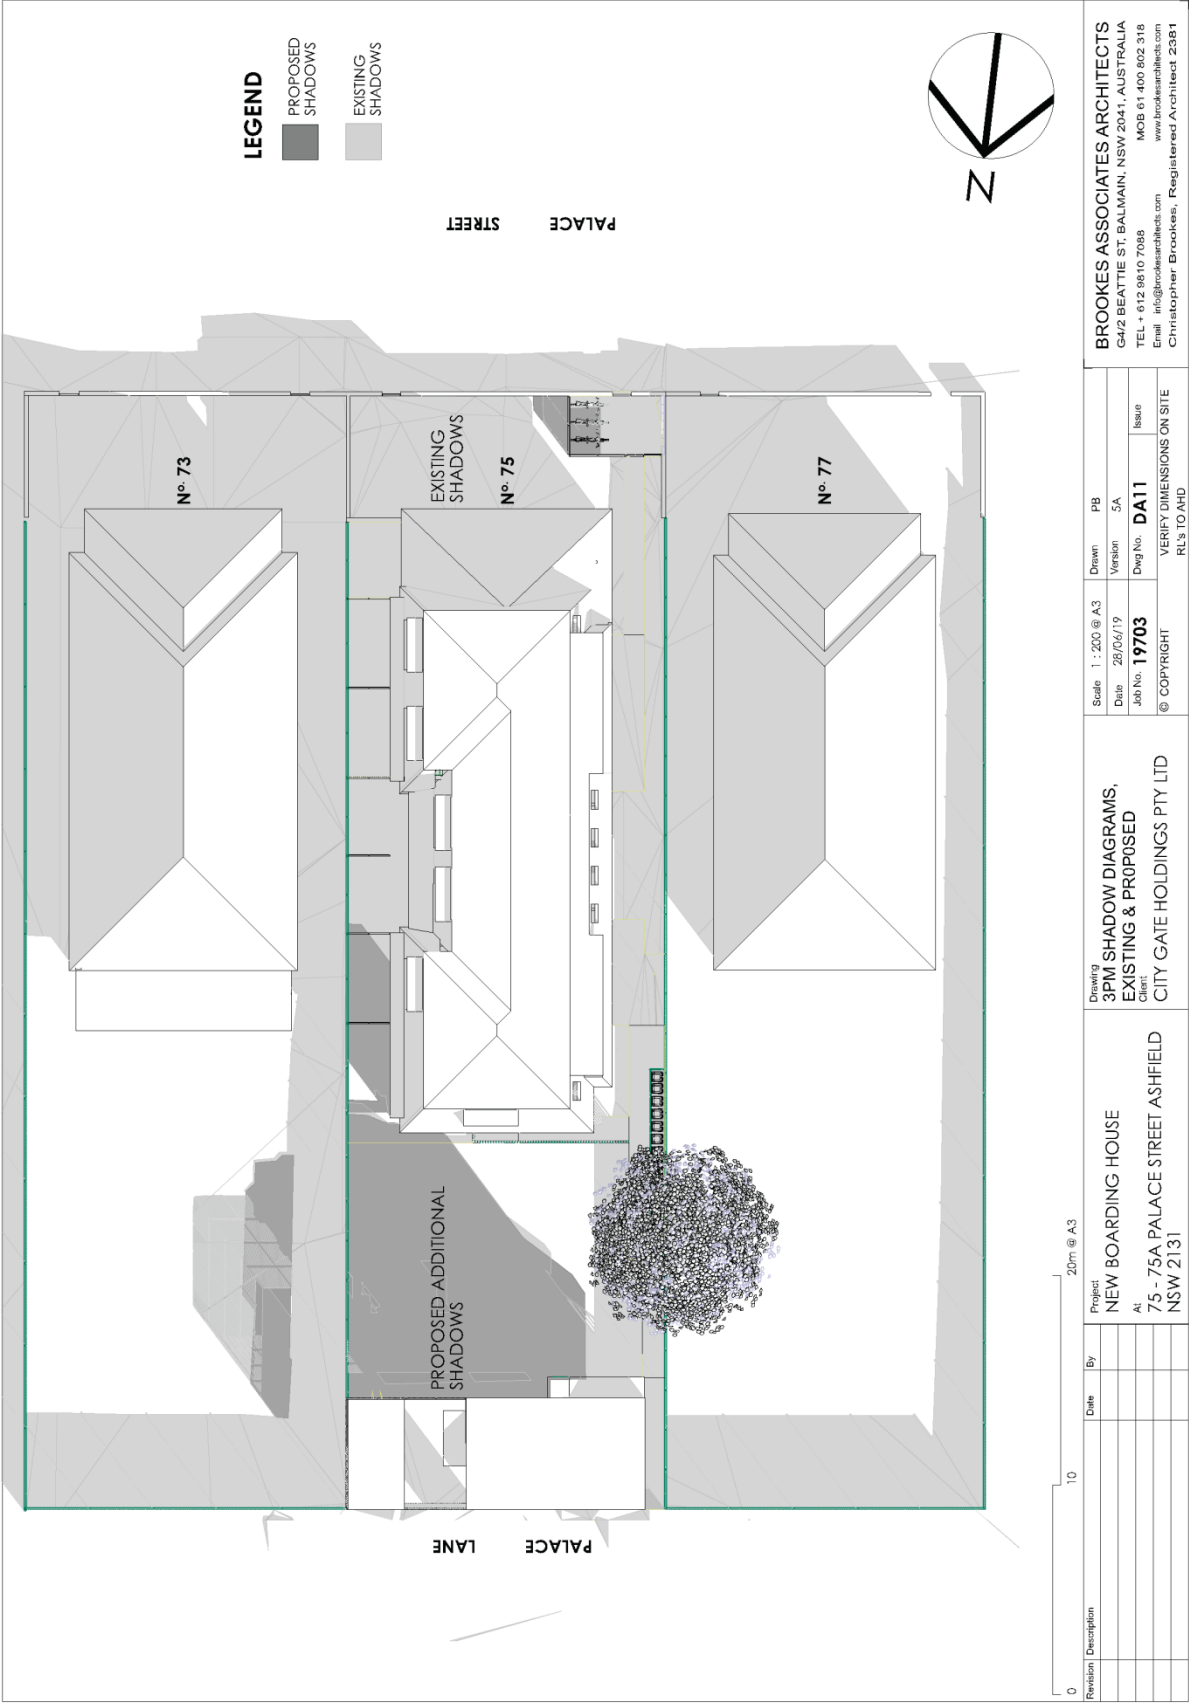 LEGEND
PROPOSED
SHADOWS
EXISTING
SHADOWS
PALACE STREET
N
Nº 73
EXISTING
SHADOWS
Nº 75
Nº 77
PROPOSED ADDITIONAL
SHADOWS
PALACE LANE
0 10 20m @ A3
Revision Description Date By
Project
NEW BOARDING HOUSE
At
75 - 75A PALACE STREET ASHFIELD
NSW 2131
Drawing
3PM SHADOW DIAGRAMS,
EXISTING & PR0P0SED
Client
CITY GATE HOLDINGS PTY LTD
Scale 1 : 200 @ A3 Drawn PB
Date 28/06/19 Version 5A
Job No. 19703 Dwg No. DA11 Issue
© COPYRIGHT VERIFY DIMENSIONS ON SITE
RL's TO AHD
BROOKES ASSOCIATES ARCHITECTS
G4/2 BEATTIE ST, BALMAIN, NSW 2041, AUSTRALIA
TEL + 612 9810 7088 MOB 61 400 802 318
Email info@brookesarchitects.com www.brookesarchitects.com
Christopher Brookes, Registered Architect 2381